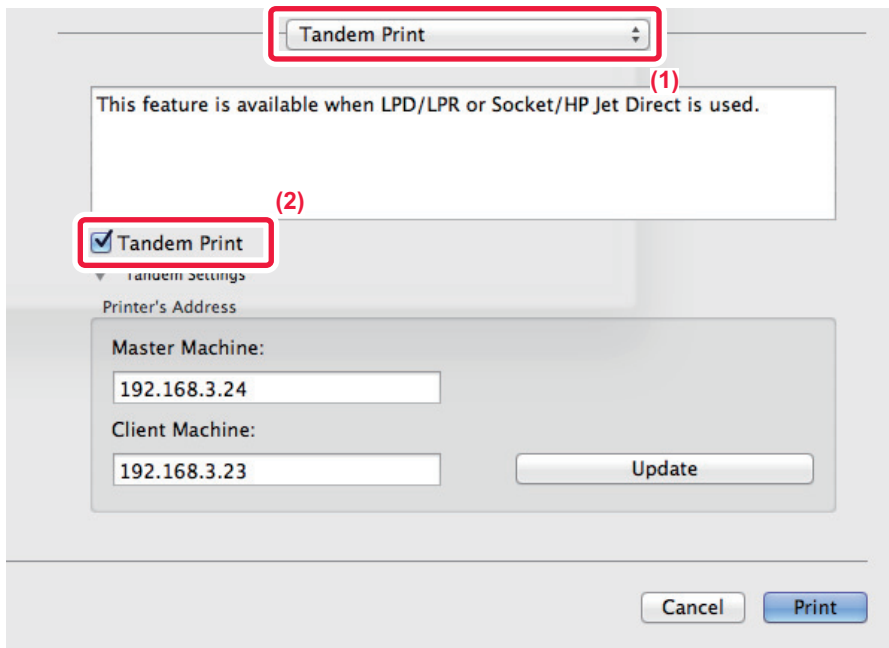 Tandem Print
(1)
This feature is available when LPD/LPR or Socket/HP Jet Direct is used.
(2)
Tandem Print
Tandem Settings
Printer's Address
Master Machine:
192.168.3.24
Client Machine:
192.168.3.23
Update
Cancel
Print